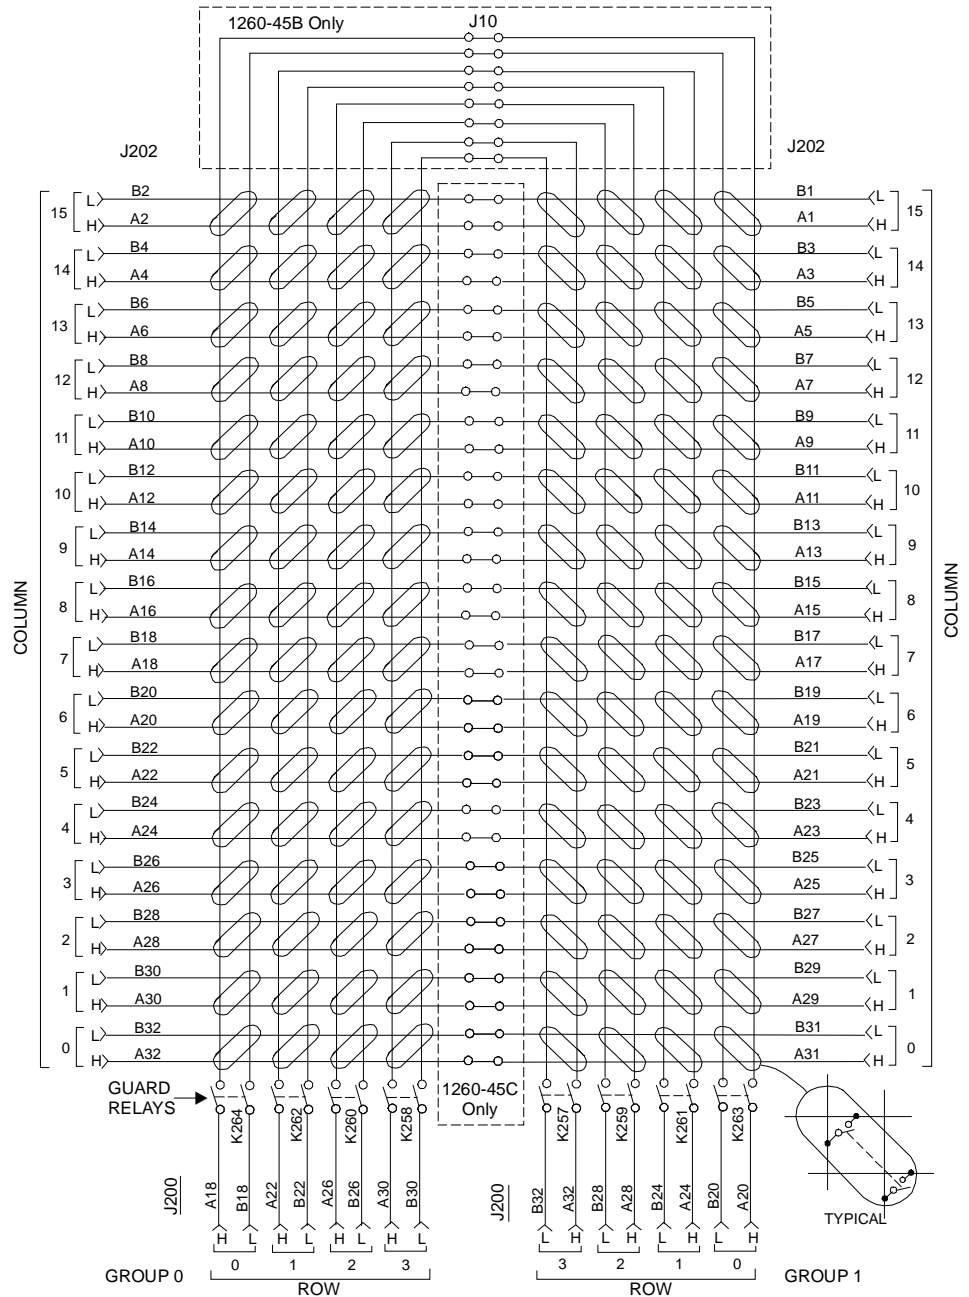 1260-45B Only
J10
J202
J202
B2 B1
15 L L 15
H A2 A1 H
B4 B3
14 L L 14
H A4 A3 H
B6 B5
13 L L 13
H A6 A5 H
B8 B7
12 L L 12
H A8 A7 H
B10 B9
11 L L 11
H A10 A9 H
B12 B11
10 L L 10
H A12 A11 H
B14 B13
9 L L 9
H A14 A13 H
B16 B15
8 L L 8
H A16 A15 H
COLUMN COLUMN
B18 B17
7 L L 7
H A18 A17 H
B20 B19
6 L L 6
H A20 A19 H
B22 B21
5 L L 5
H A22 A21 H
B24 B23
4 L L 4
H A24 A23 H
B26 B25
3 L L 3
H A26 A25 H
B28 B27
2 L L 2
H A28 A27 H
B30 B29
1 L L 1
H A30 A29 H
B32 B31
0 L L 0
H A32 A31 H
GUARD
RELAYS
1260-45C
Only
K264 K262 K260 K258 K257 K259 K261 K263
J200 A18 B18 A22 B22 A26 B26 A30 B30
J200 B32 A32 B28 A28 B24 A24 B20 A20
TYPICAL
H L H L H L H L L H L H L H L H
0 1 2 3 3 2 1 0
GROUP 0 ROW ROW GROUP 1